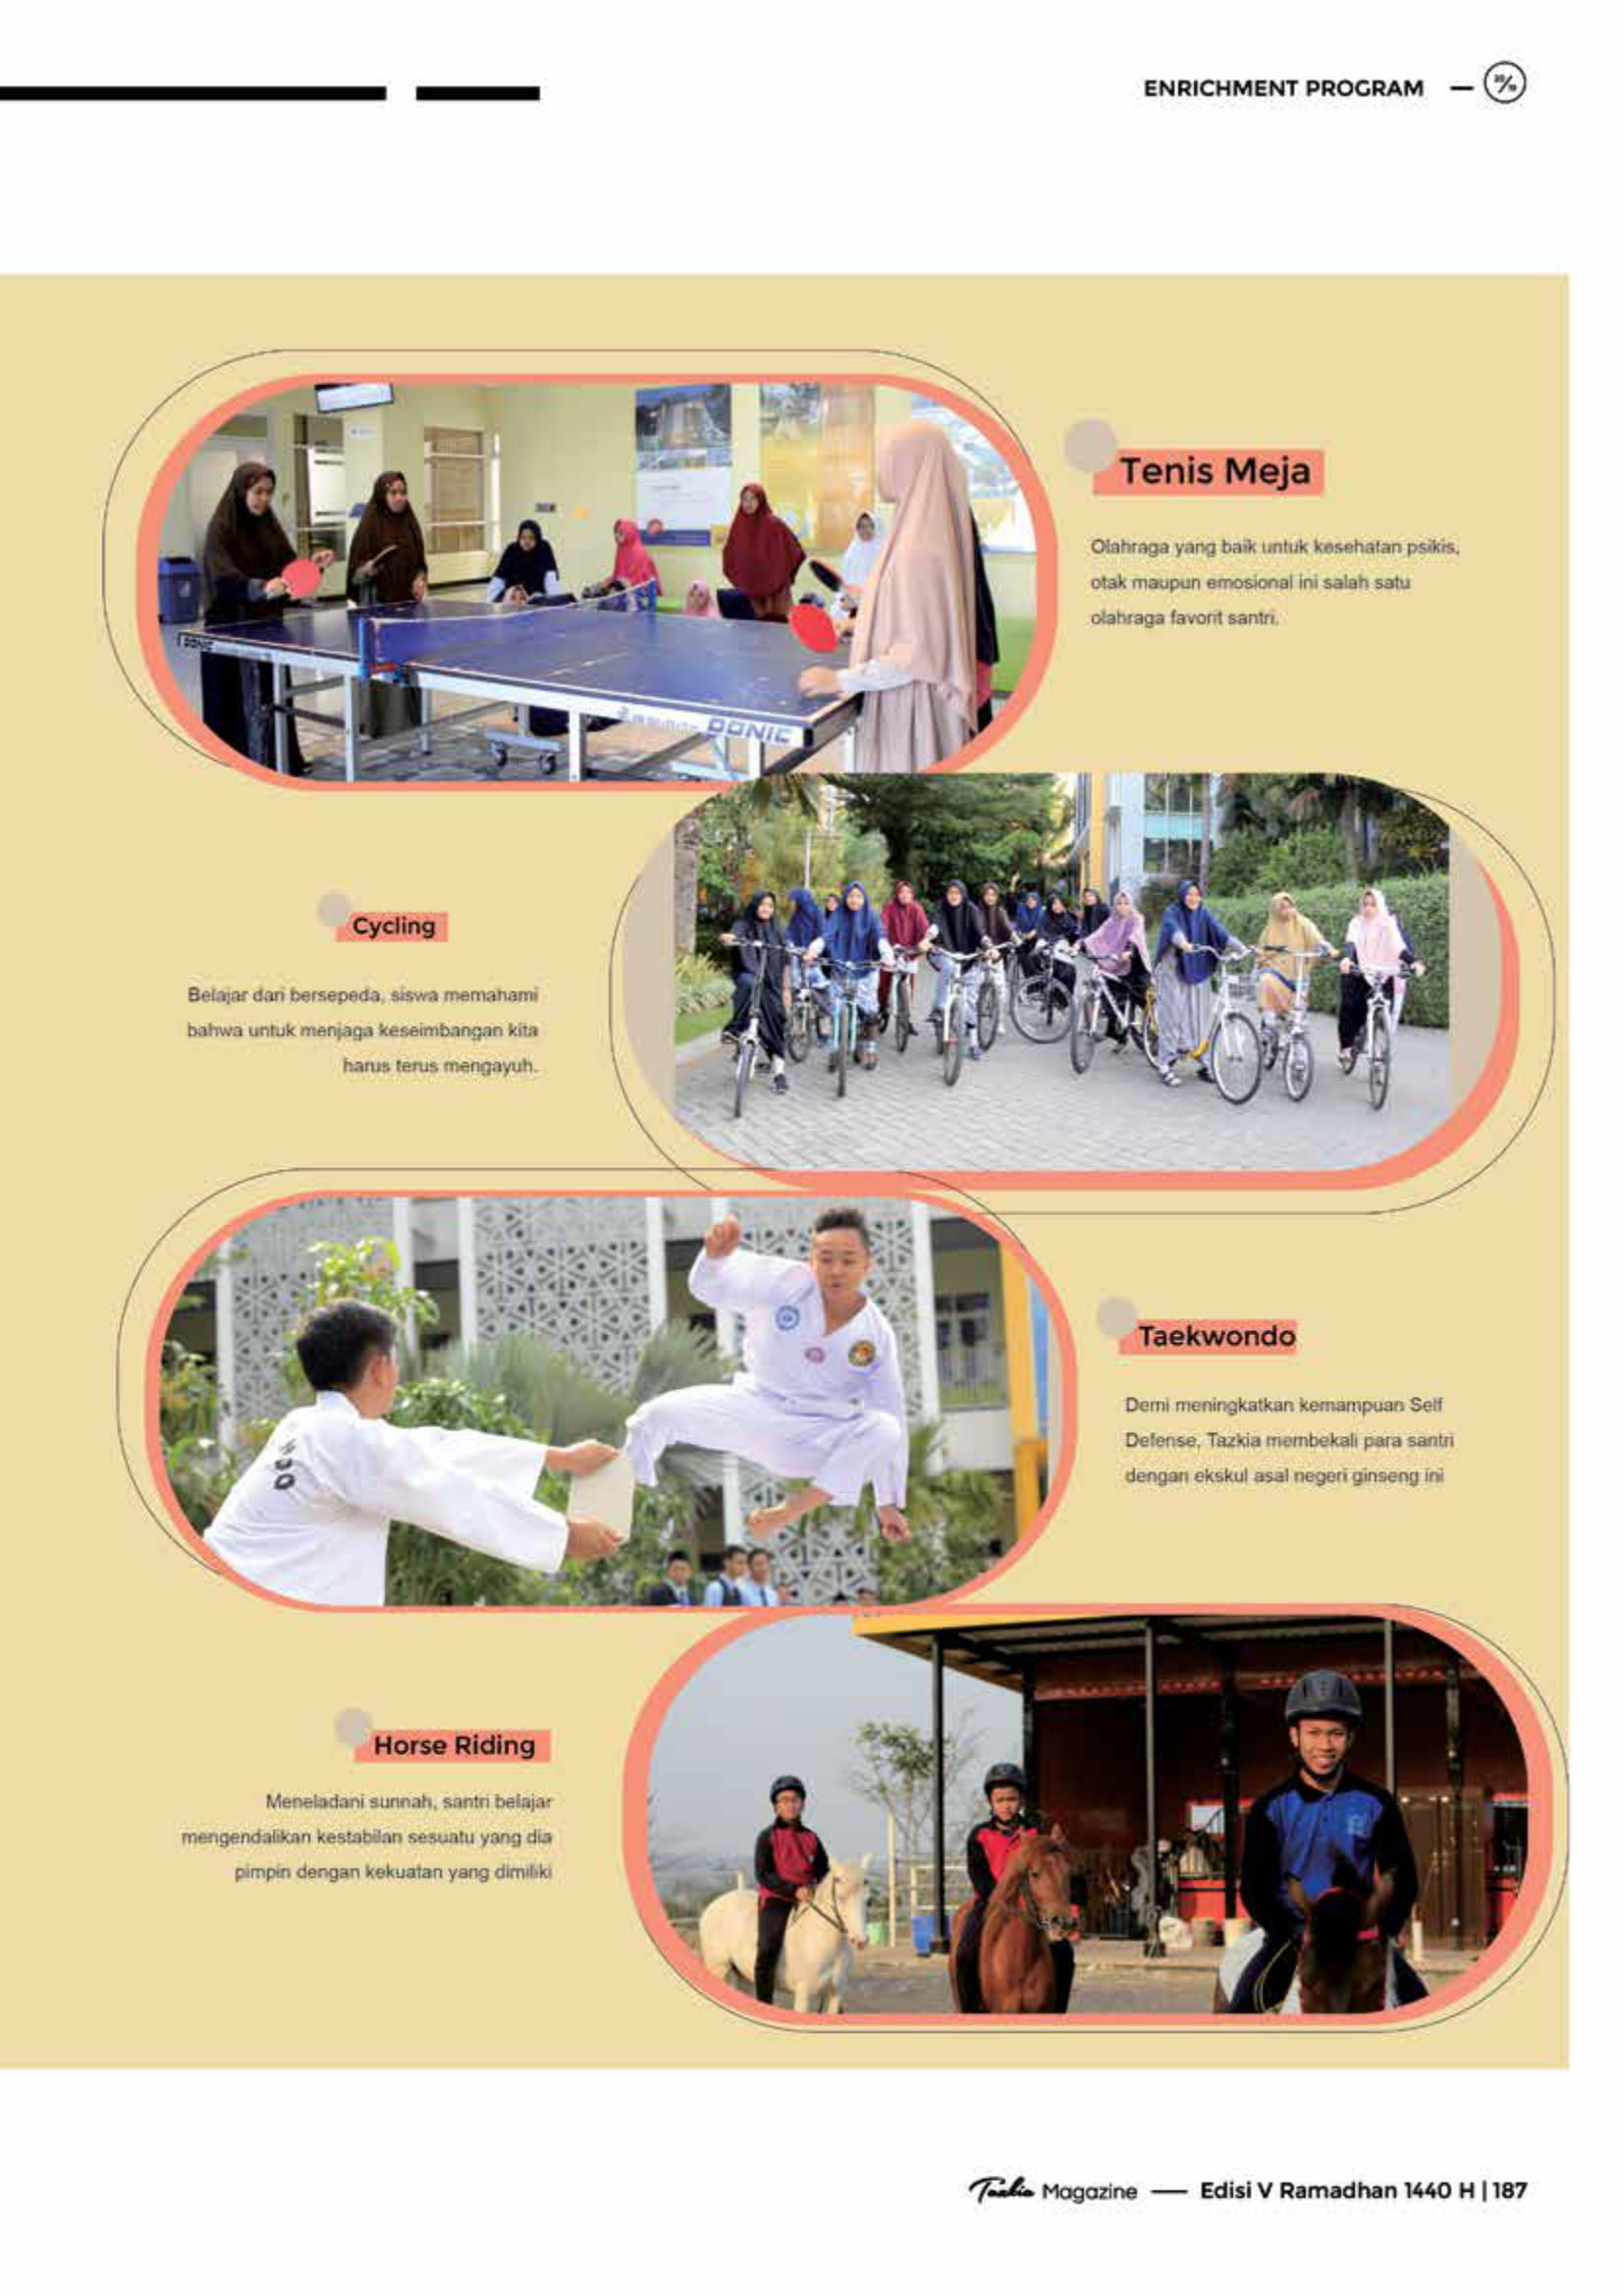 ENRICHMENT PROGRAM
Tenis Meja
Olahraga yang baik untuk kesehatan psikis,
otak maupun emosional ini salah satu
olahraga favorit santri.
DONIC
DONIC
Cycling
Belajar dari bersepeda, siswa memahami
bahwa untuk menjaga keseimbangan kita
harus terus mengayuh.
Taekwondo
Demi meningkatkan kemampuan Self
Defense, Tazkia membekali para santri
dengan ekskul asal negeri ginseng ini
Horse Riding
Meneladani sunnah, santri belajar
mengendalikan kestabilan sesuatu yang dia
pimpin dengan kekuatan yang dimiliki
Tazkia Magazine — Edisi V Ramadhan 1440 H | 187